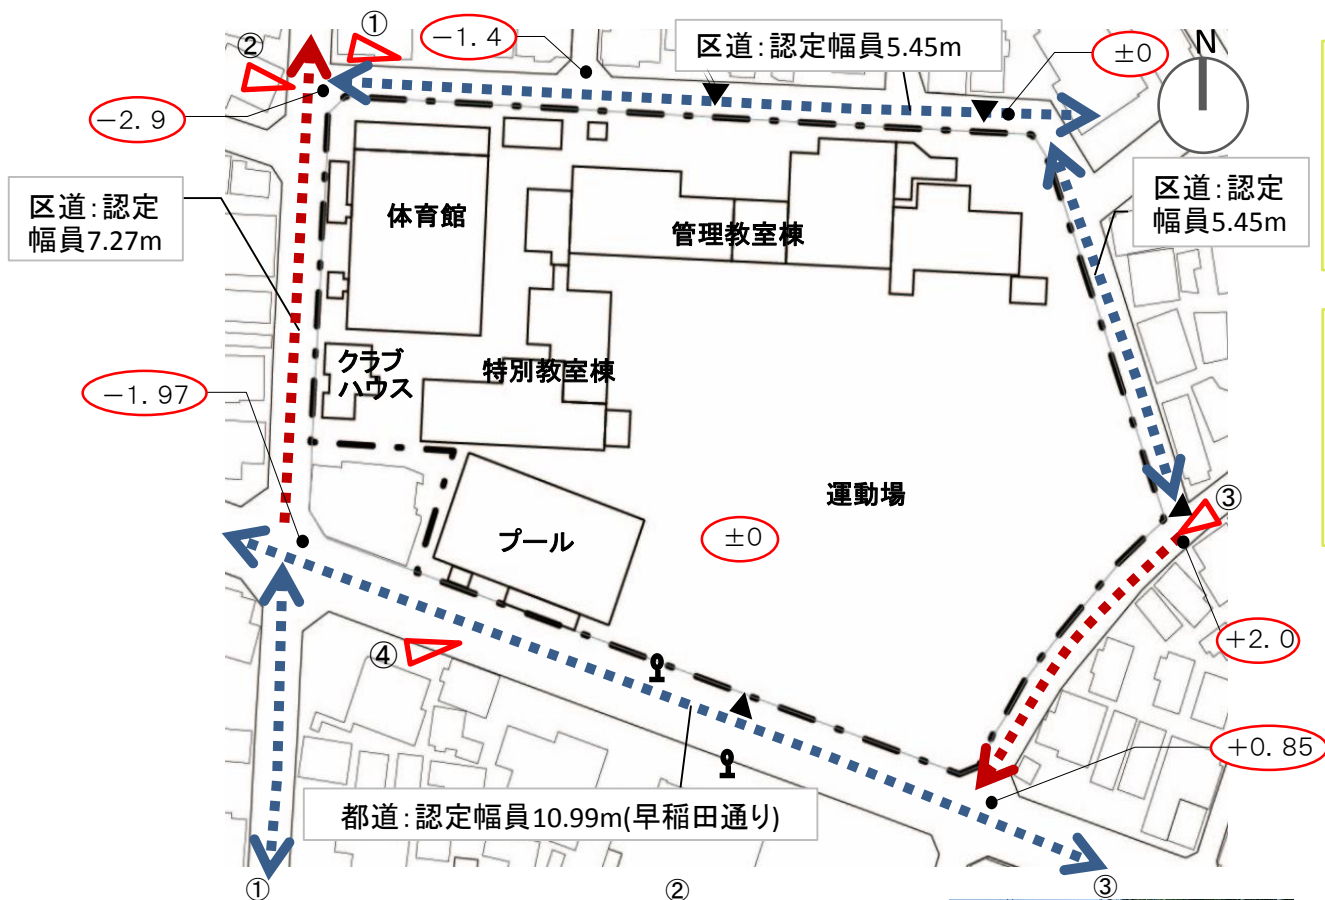 ①
②
－1．4
区道：認定幅員5.45m
±0
N
－2．9
区道：認定
幅員7.27m
区道：認定
幅員5.45m
体育館
管理教室棟
クラブ
ハウス
特別教室棟
－1．97
運動場
③
プール
±0
＋2．0
④
＋0．85
都道：認定幅員10.99m(早稲田通り)
①
②
③